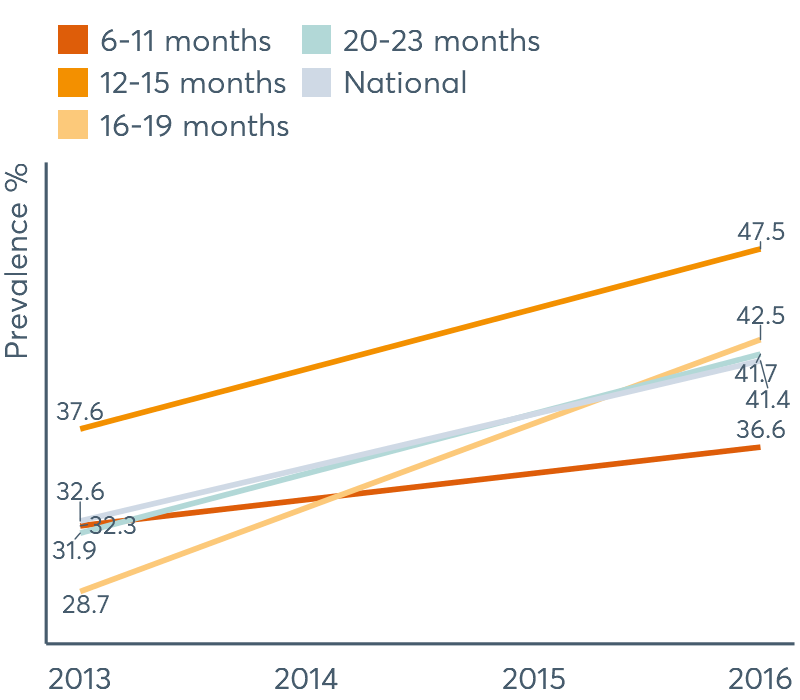 6-11 months
20-23 months
12-15 months
National
16-19 months
Prevalence %
47.5
42.5
41.7
41.4
36.6
37.6
32.6
32.3
31.9
28.7
2013 2014 2015 2016